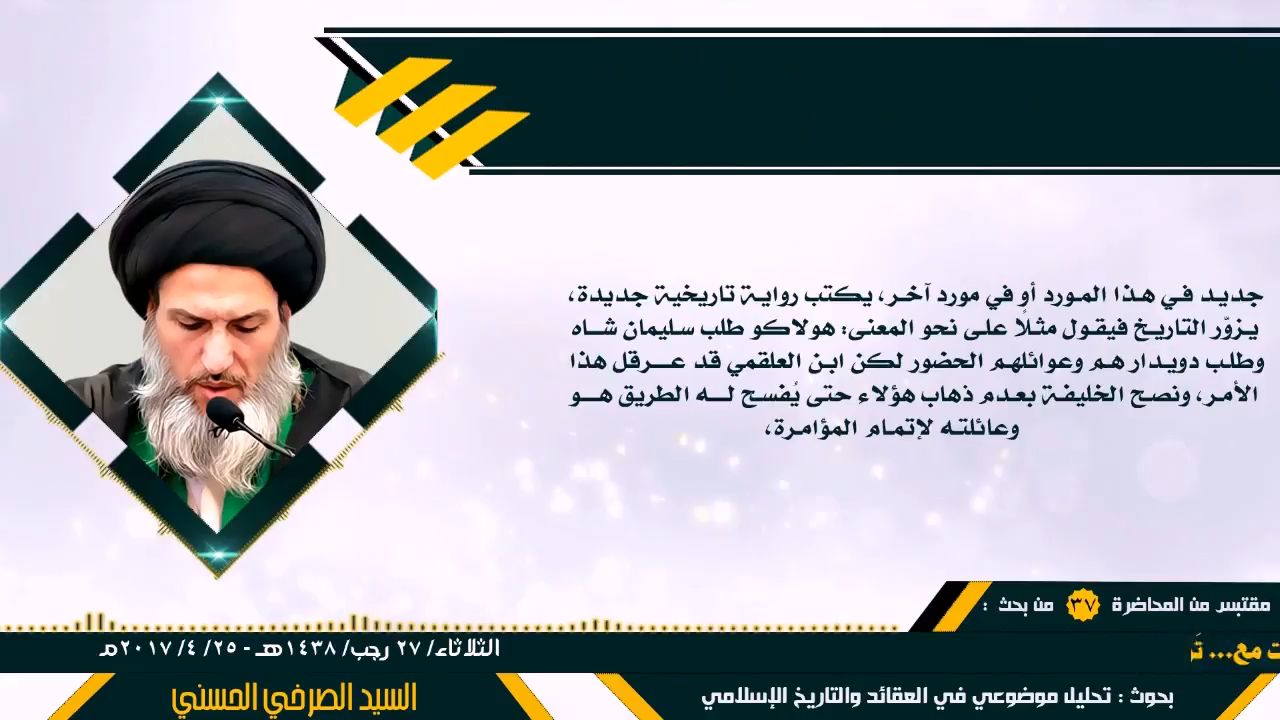 جديد في هذا المورد أو في مورد آخر، يكتب رواية تاريخية جديدة،
يزوّر التاريخ فيقول مثلًا على نحو المعنى: هولاكو طلب سليمان شاه
وطلب دويدار هم وعوائلهم الحضور لكن ابن العلقمي قد عرقل هذا
الأمر، ونصح الخليفة بعدم ذهاب هؤلاء حتى يُفسح له الطريق هو
وعائلته لإتمام المؤامرة،
مقتبس من المحاضرة ٣٧ من بحث :
ت مع...
الثلاثاء/ ٢٧ رجب/ ١٤٣٨هـ - ٢٥/ ٤/ ٢٠١٧م
بحوث : تحليل موضوعي في العقائد والتاريخ الإسلامي
السيد الصرخي الحسني